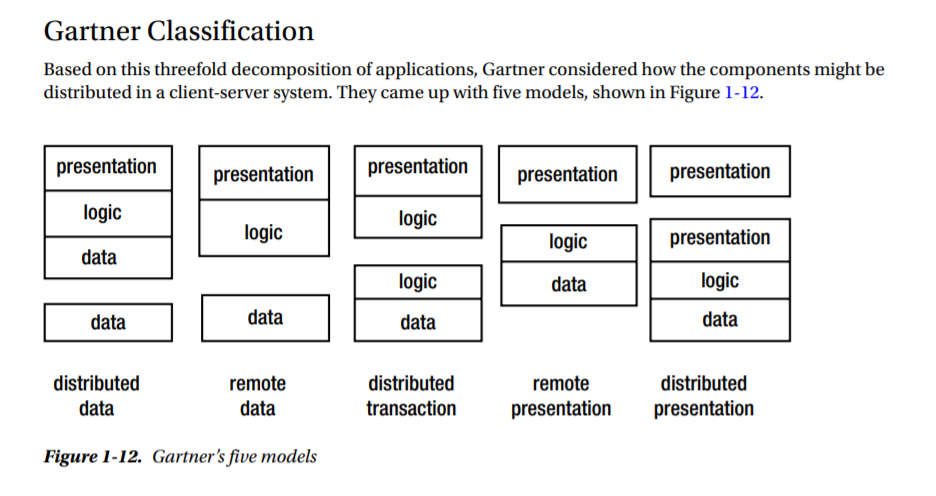 Gartner Classification
Based on this threefold decomposition of applications, Gartner considered how the components might be
distributed in a client-server system. They came up with five models, shown in Figure 1-12.
presentation
logic
data
data
distributed
data
presentation
logic
data
remote
data
presentation
logic
logic
data
distributed
transaction
presentation
logic
data
remote
presentation
presentation
presentation
logic
data
distributed
presentation
Figure 1-12. Gartner's five models